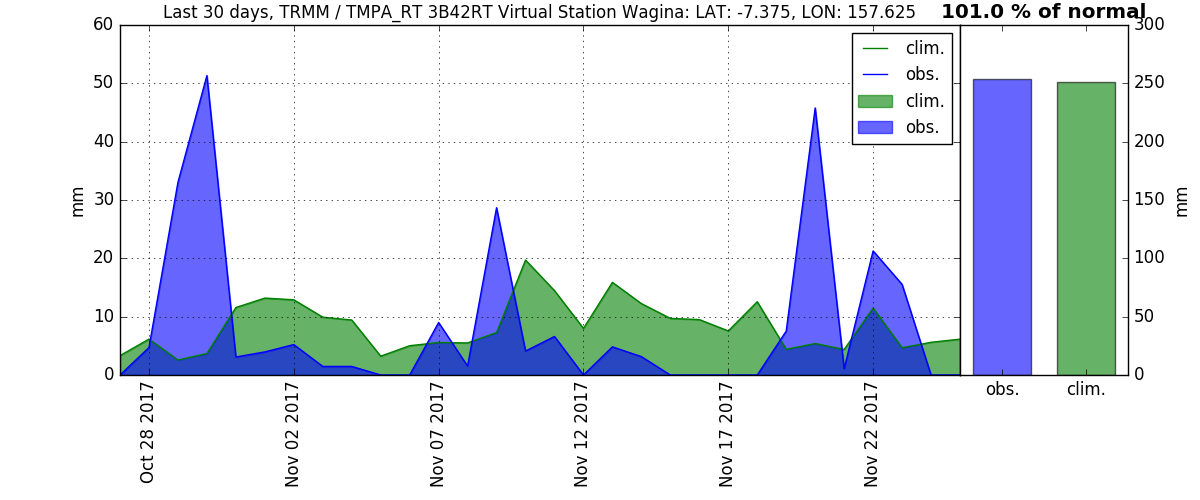 Last 30 days, TRMM / TMPA_RT 3B42RT Virtual Station Wagina: LAT: -7.375, LON: 157.625
101.0 % of normal
60
50
40
30
20
10
0
mm
clim.
obs.
clim.
obs.
300
250
200
150
100
50
0
mm
Oct 28 2017
Nov 02 2017
Nov 07 2017
Nov 12 2017
Nov 17 2017
Nov 22 2017
obs.
clim.